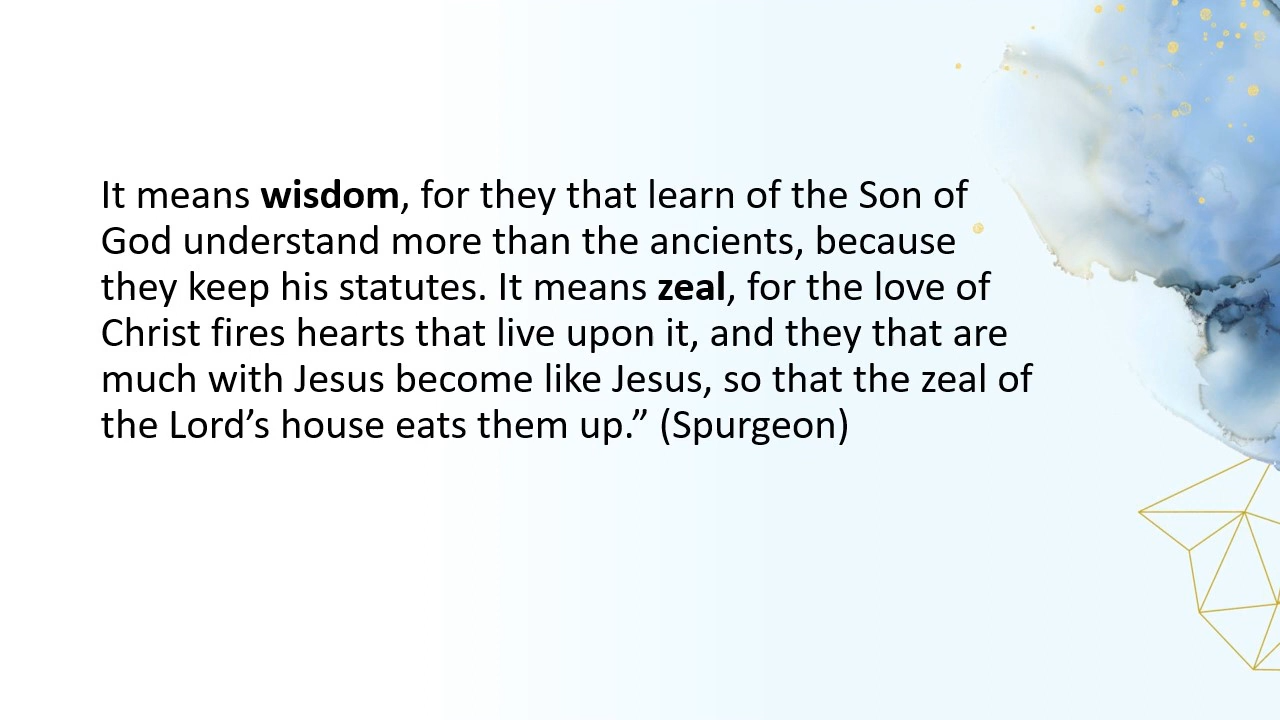 It means wisdom, for they that learn of the Son of
God understand more than the ancients, because
they keep his statutes. It means zeal, for the love of
Christ fires hearts that live upon it, and they that are
much with Jesus become like Jesus, so that the zeal of
the Lord’s house eats them up.” (Spurgeon)